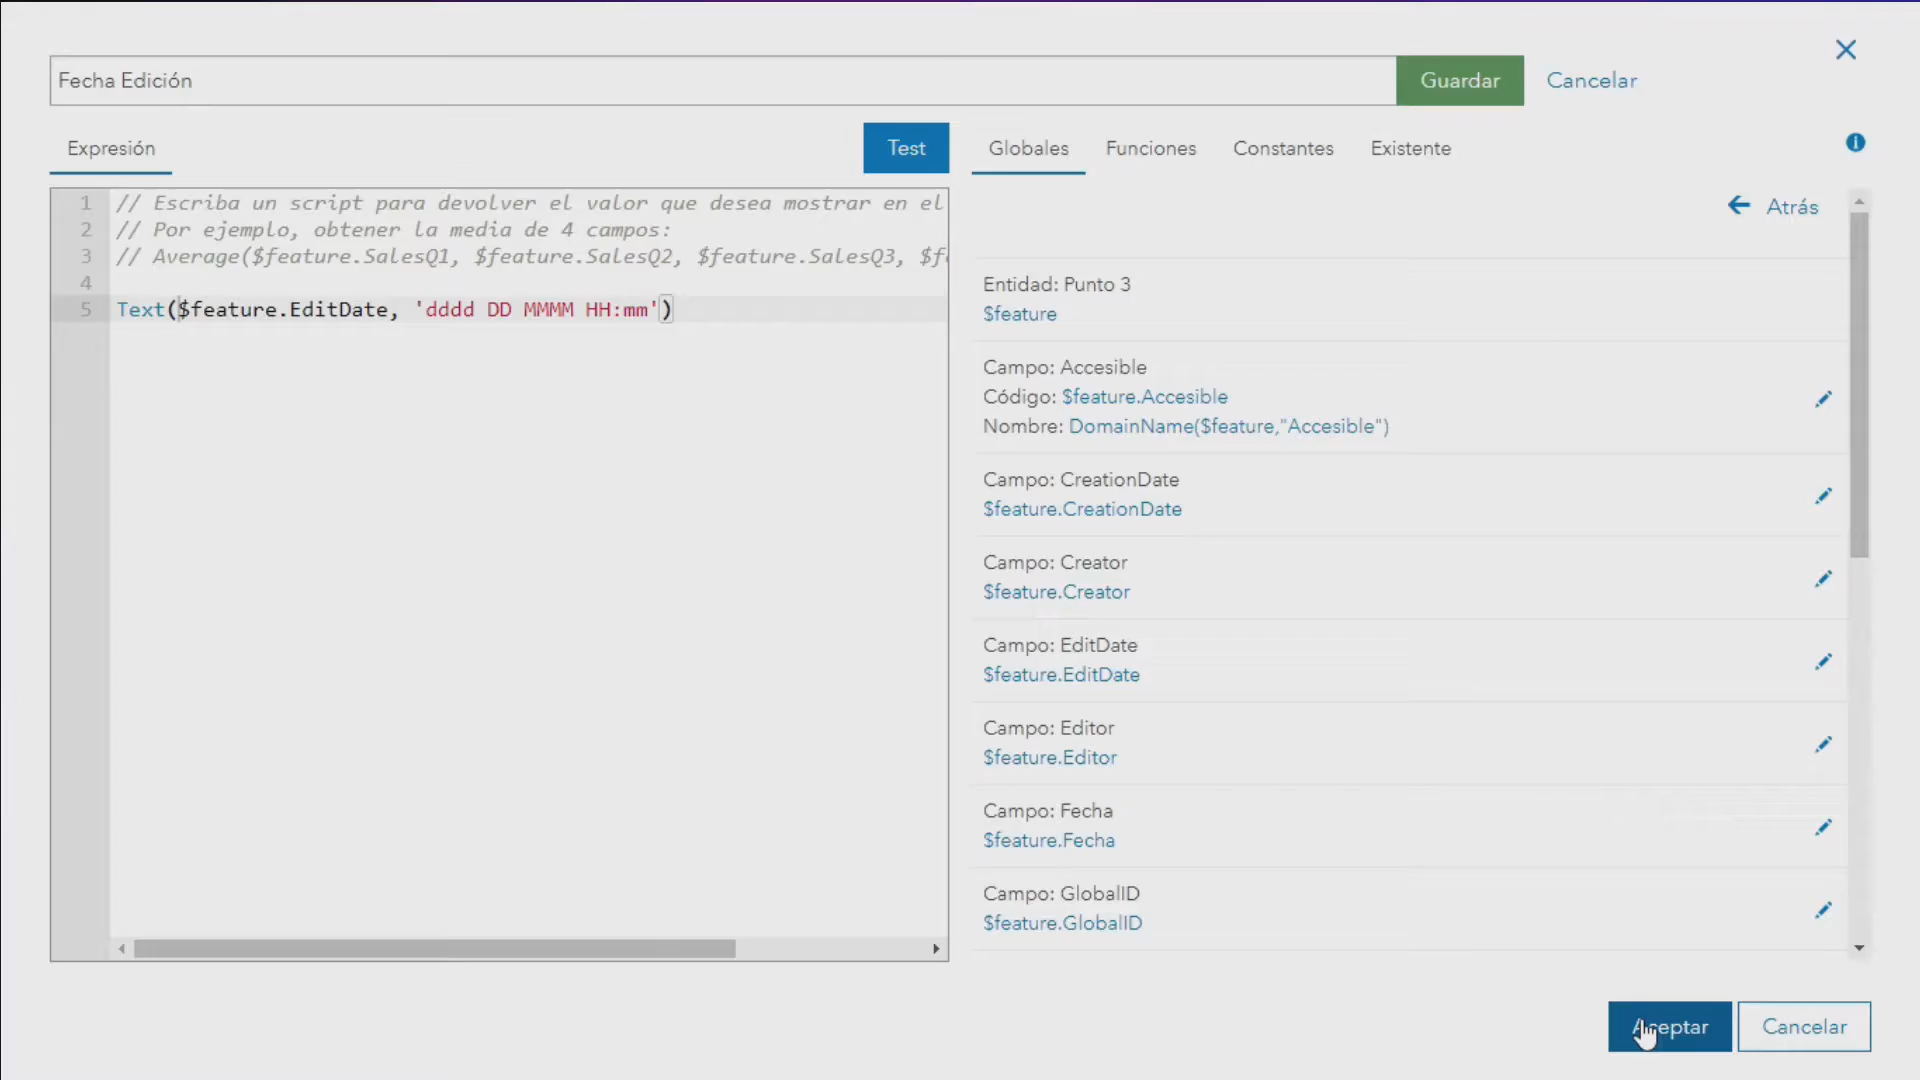 Fecha Edición
Guardar
Cancelar
Expresión
Test
Globales
Funciones
Constantes
Existente
1 // Escriba un script para devolver el valor que desea mostrar en el
2 // Por ejemplo, obtener la media de 4 campos:
3 // Average($feature.SalesQ1, $feature.SalesQ2, $feature.SalesQ3, $f
4
5 Text($feature.EditDate, 'dddd DD MMMM HH:mm')
Atrás
Entidad: Punto 3
$feature
Campo: Accesible
Código: $feature.Accesible
Nombre: DomainName($feature,"Accesible")
Campo: CreationDate
$feature.CreationDate
Campo: Creator
$feature.Creator
Campo: EditDate
$feature.EditDate
Campo: Editor
$feature.Editor
Campo: Fecha
$feature.Fecha
Campo: GlobalID
$feature.GlobalID
Aceptar
Cancelar